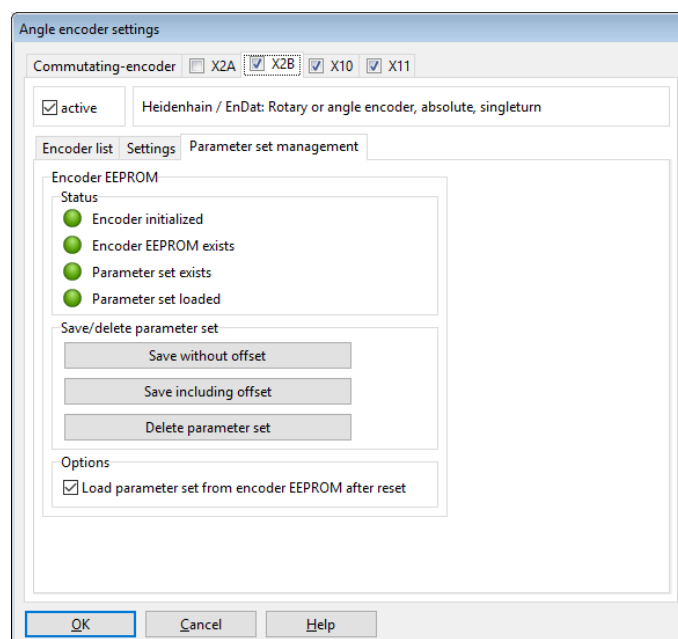 Angle encoder settings
Commutating-encoder X2A X2B X10 X11
active Heidenhain / EnDat: Rotary or angle encoder, absolute, singleturn
Encoder list Settings Parameter set management
Encoder EEPROM
Status
Encoder initialized
Encoder EEPROM exists
Parameter set exists
Parameter set loaded
Save/delete parameter set
Save without offset
Save including offset
Delete parameter set
Options
Load parameter set from encoder EEPROM after reset
OK Cancel Help